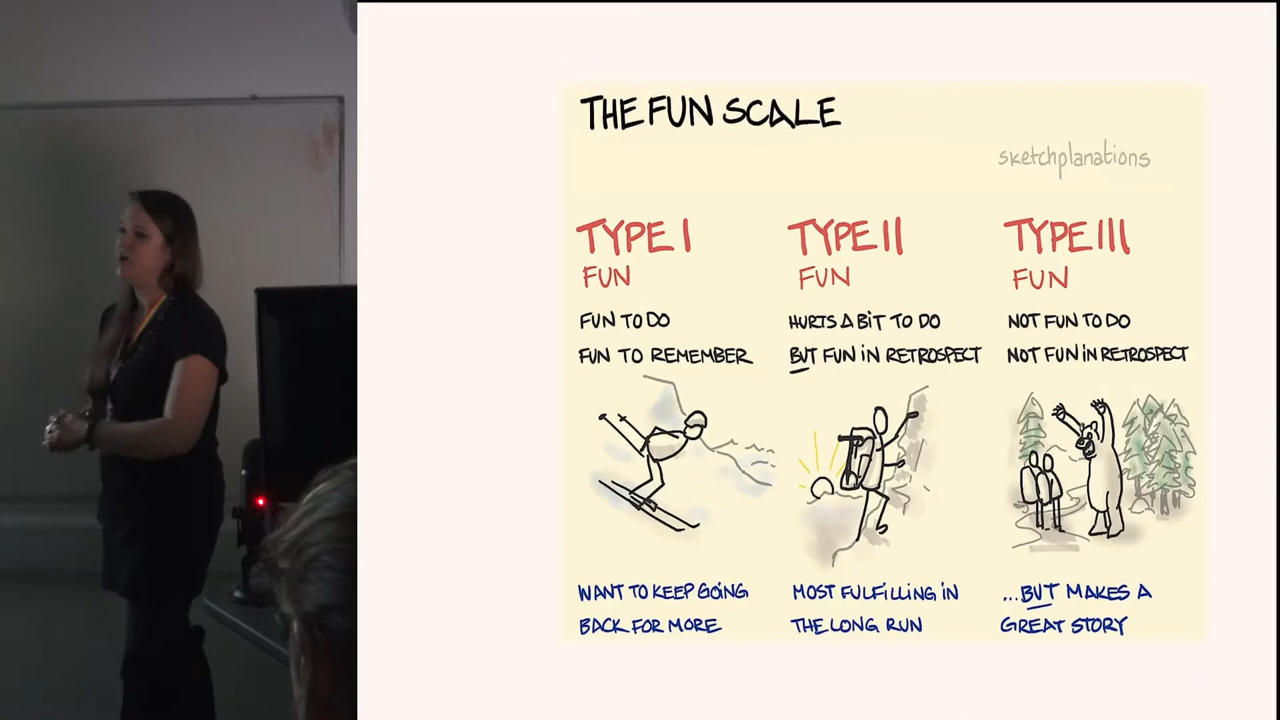 THE FUN SCALE
sketchplanations
TYPE I
FUN
FUN TO DO
FUN TO REMEMBER
WANT TO KEEP GOING
BACK FOR MORE
TYPE II
FUN
HURTS A BIT TO DO
BUT FUN IN RETROSPECT
MOST FULFILLING IN
THE LONG RUN
TYPE III
FUN
NOT FUN TO DO
NOT FUN IN RETROSPECT
...BUT MAKES A
GREAT STORY